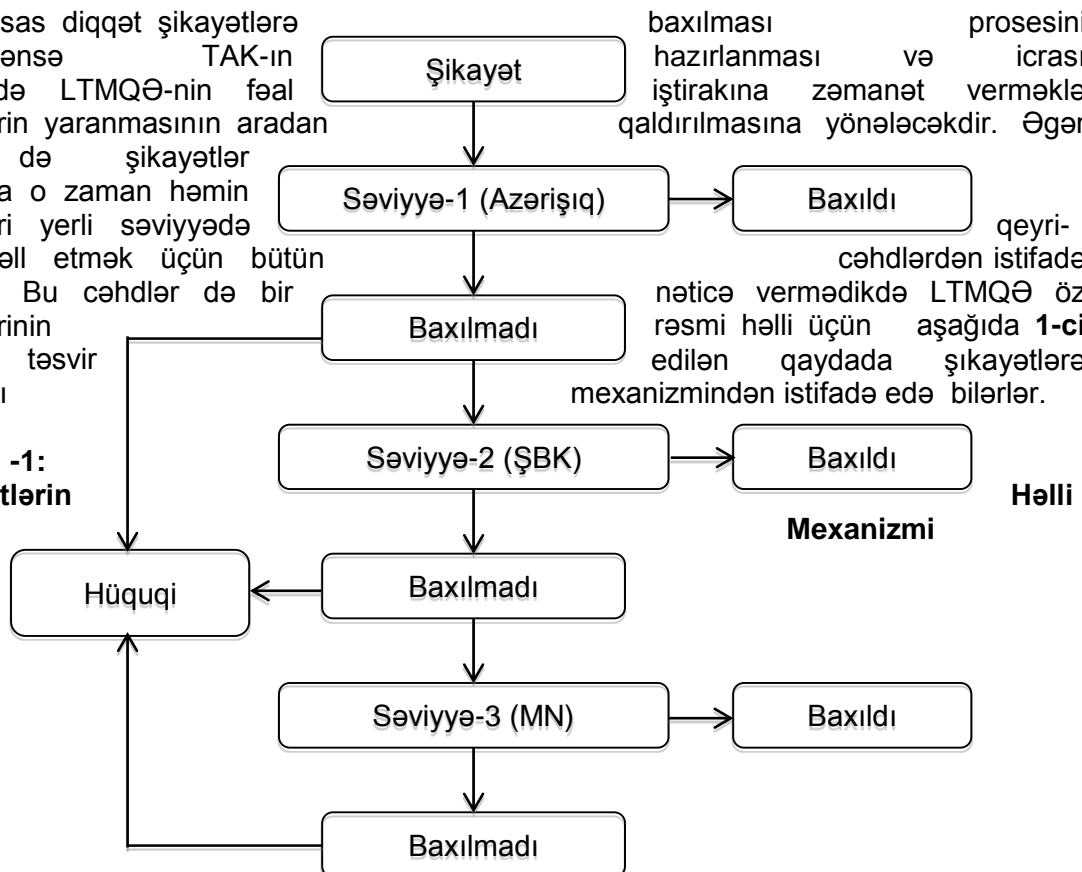 sas diqqət şikayətlərə baxılması prosesini
ənsə TAK-ın hazırlanması və icrası
Şikayət
də LTMQƏ-nin fəal iştirakına zəmanət verməklə
rin yaranmasının aradan qaldırılmasına yönələcəkdir. Əgər
də şikayətlər
a o zaman həmin
Səviyyə-1 (Azərişıq) Baxıldı
ri yerli səviyyədə qeyri-
əll etmək üçün bütün cəhdlərdən istifadə
Bu cəhdlər də bir nəticə vermədikdə LTMQƏ öz
Baxılmadı
rinin rəsmi həlli üçün aşağıda 1-ci
təsvir edilən qaydada şıkayətlərə
ı mexanizmindən istifadə edə bilərlər.
-1:
Səviyyə-2 (ŞBK) Baxıldı
tlərin Həlli
Mexanizmi
Hüquqi Baxılmadı
Səviyyə-3 (MN) Baxıldı
Baxılmadı